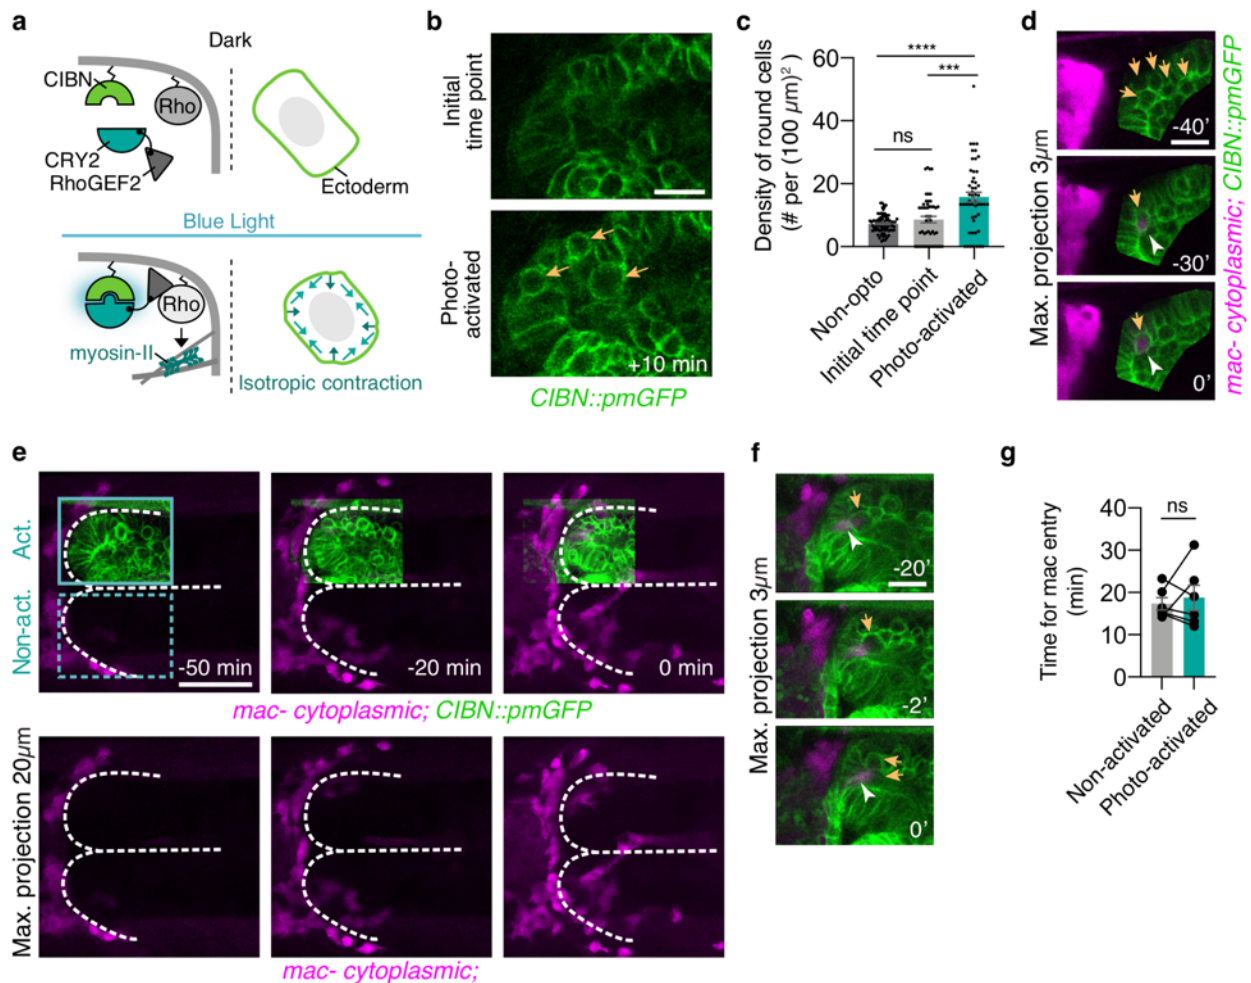 a
Dark
CIBN
Rho
CRY2
RhoGEF2
Ectoderm
Blue Light
Rho
myosin-II
Isotropic contraction
b
Initial
time point
Photo-
activated
+10 min
CIBN::pmGFP
c
Density of round cells
(# per (100 µm)²)
60
40
20
0
****
***
ns
Non-opto
Initial time point
Photo-activated
d
Max. projection 3µm
-40’
-30’
0’
mac- cytoplasmic; CIBN::pmGFP
e
Act.
Non-act.
-50 min
-20 min
0 min
mac- cytoplasmic; CIBN::pmGFP
Max. projection 20µm
mac- cytoplasmic;
f
Max. projection 3µm
-20’
-2’
0’
g
Time for mac entry
(min)
40
30
20
10
0
ns
Non-activated
Photo-activated